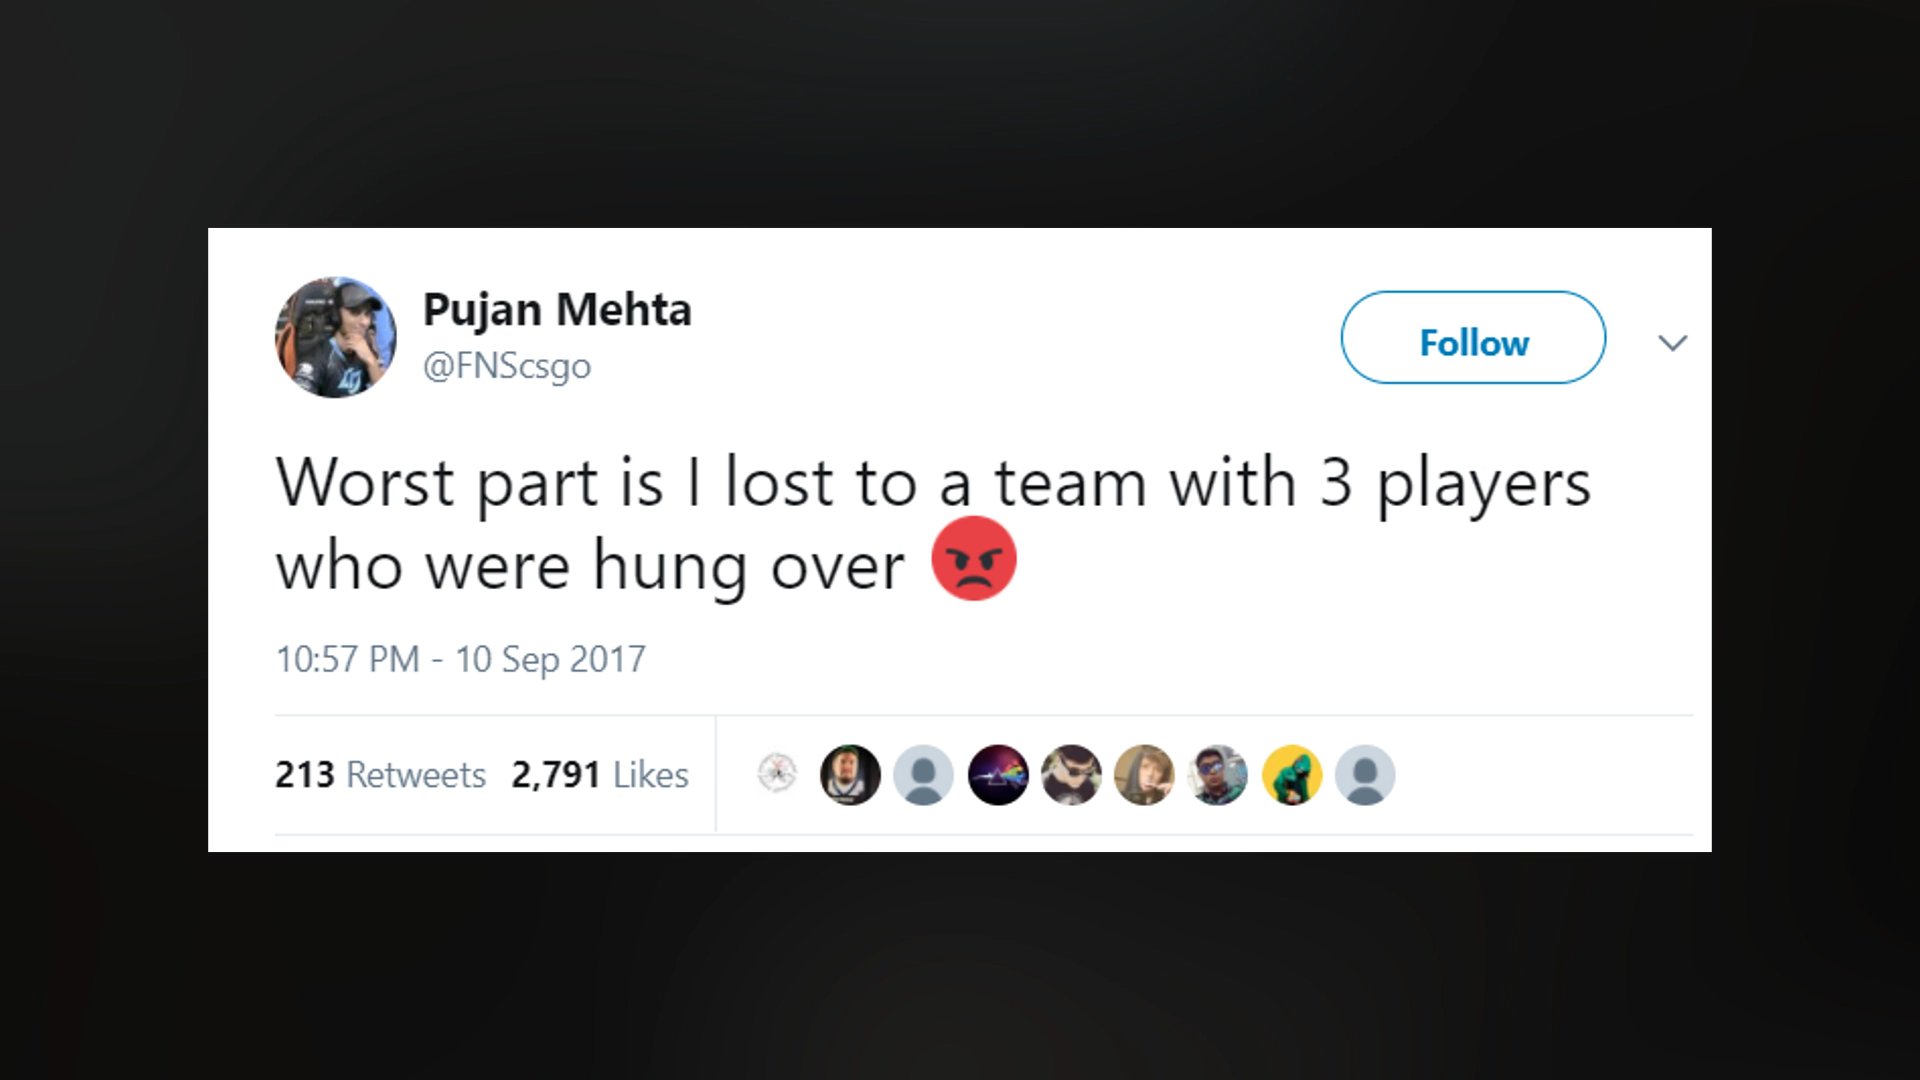 Pujan Mehta
@FNScsgo
Follow
Worst part is I lost to a team with 3 players
who were hung over 😡
10:57 PM - 10 Sep 2017
213 Retweets 2,791 Likes